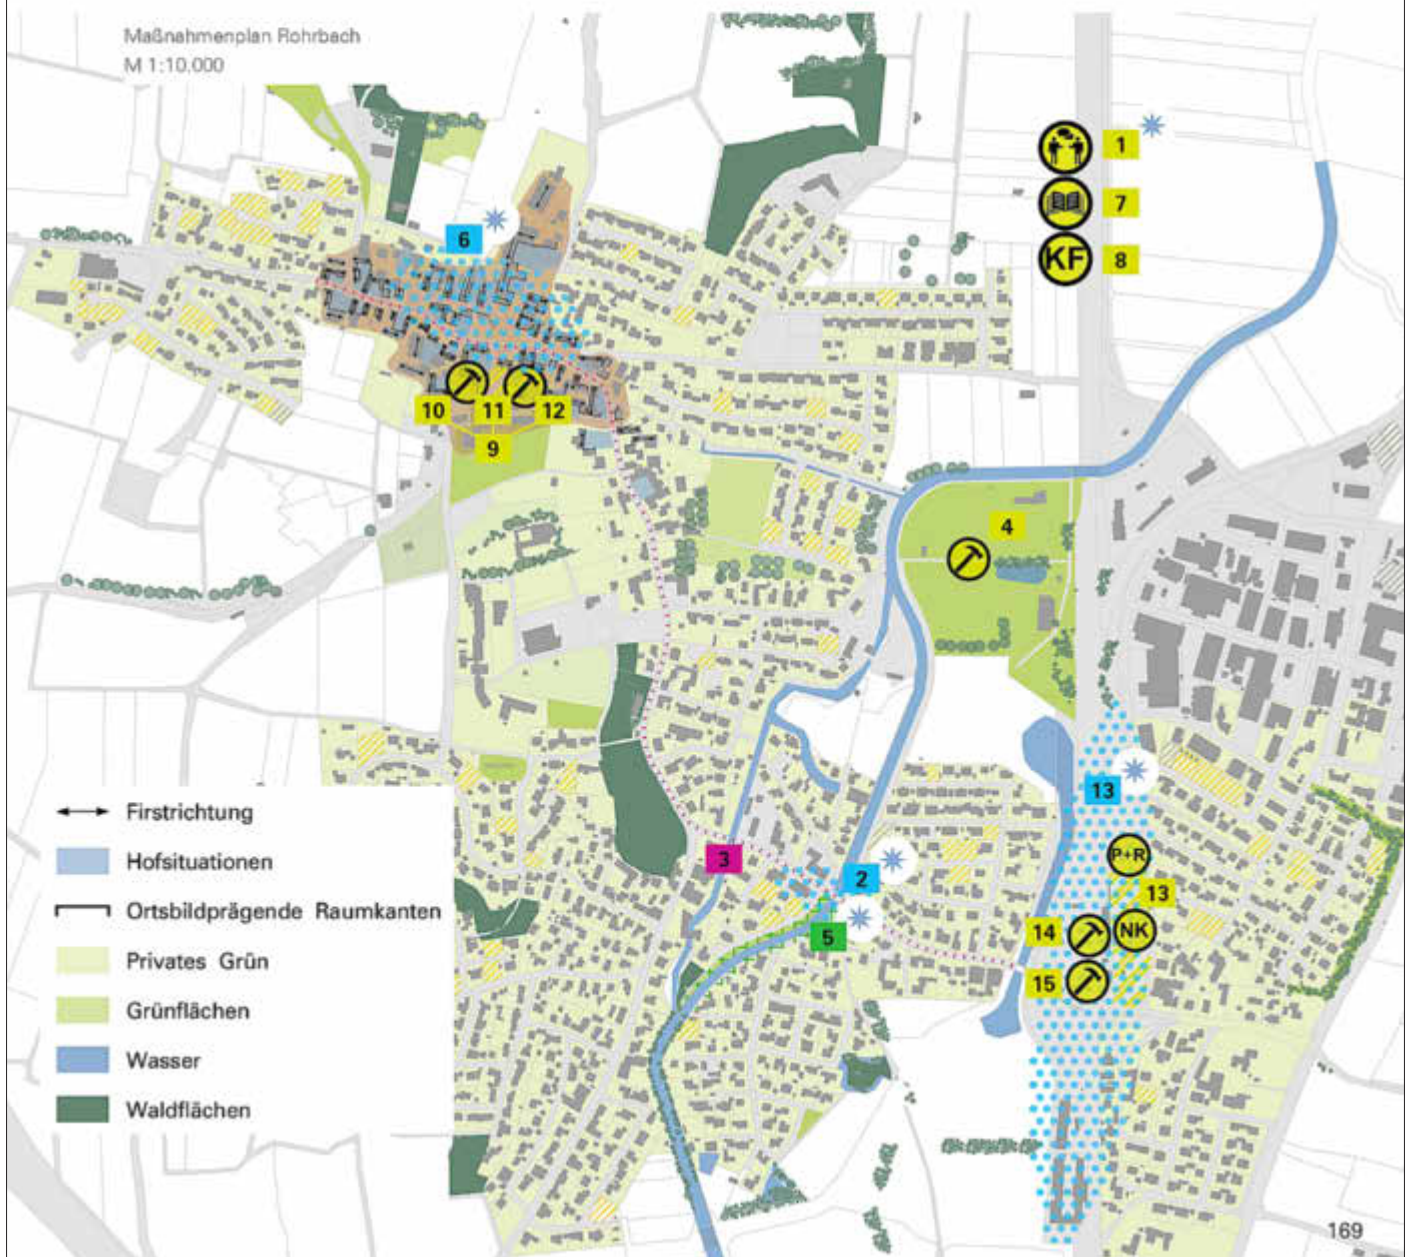 Maßnahmenplan Rohrbach
M 1:10.000
1
7
KF 8
6
10 11 12
9
4
13
3
2
P+R
13
5
14 NK
15
Firstrichtung
Hofsituationen
Ortsbildprägende Raumkanten
Privates Grün
Grünflächen
Wasser
Waldflächen
169